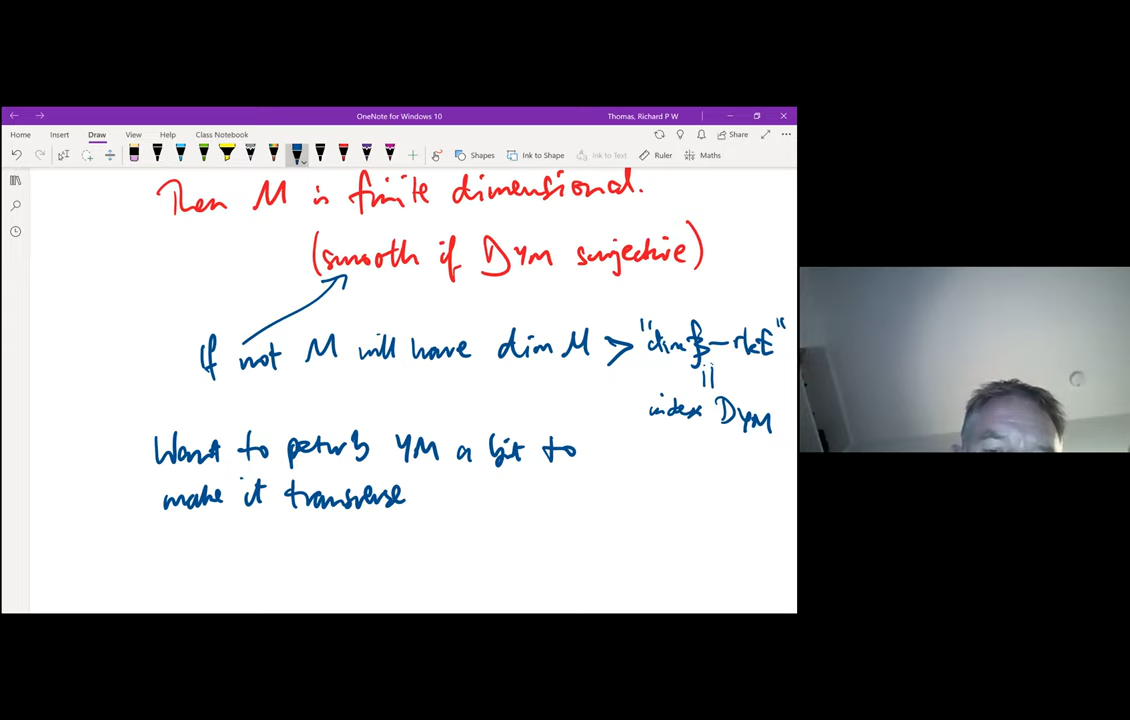 OneNote for Windows 10
Thomas, Richard P W
Home Insert Draw View Help Class Notebook
Share
Shapes Ink to Shape Ink to Text Ruler Maths
Then M is finite dimensional.
(smooth if DYM surjective)
If not M will have dim M > "dim B - rk E"
||
index DYM
Want to peturb YM a bit to
make it transverse